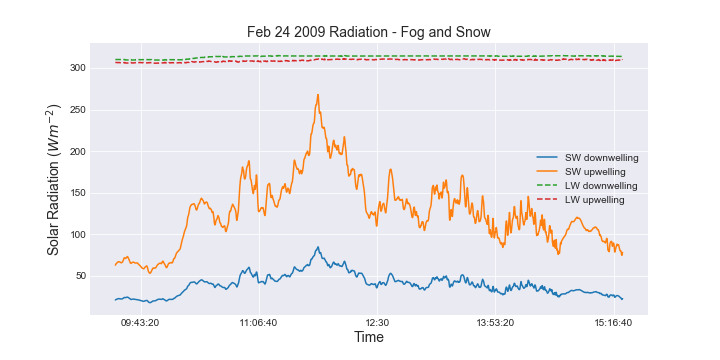 Feb 24 2009 Radiation - Fog and Snow
Solar Radiation (Wm⁻²)
300
250
200
150
100
50
SW downwelling
SW upwelling
LW downwelling
LW upwelling
09:43:20
11:06:40
12:30
13:53:20
15:16:40
Time